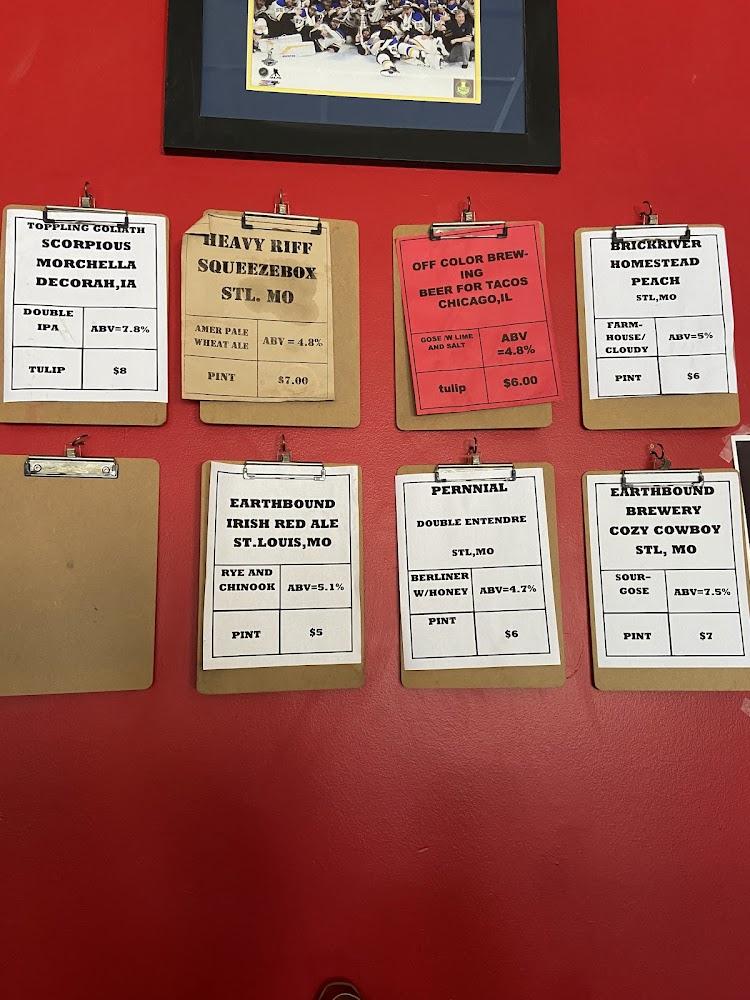 TOPPLING GOLIATH
SCORPIOUS
MORCHELLA
DECORAH,IA
DOUBLE
IPA
ABV=7.8%
TULIP
$8
HEAVY RIFF
SQUEEZEBOX
STL. MO
AMER PALE
WHEAT ALE
ABV = 4.8%
PINT
$7.00
OFF COLOR BREW-
ING
BEER FOR TACOS
CHICAGO,IL
GOSE /W LIME
AND SALT
ABV
=4.8%
tulip
$6.00
BRICKRIVER
HOMESTEAD
PEACH
STL,MO
FARM-
HOUSE/
CLOUDY
ABV=5%
PINT
$6
EARTHBOUND
IRISH RED ALE
ST.LOUIS,MO
RYE AND
CHINOOK
ABV=5.1%
PINT
$5
PERNNIAL
DOUBLE ENTENDRE
STL,MO
BERLINER
W/HONEY
ABV=4.7%
PINT
$6
EARTHBOUND
BREWERY
COZY COWBOY
STL, MO
SOUR-
GOSE
ABV=7.5%
PINT
$7